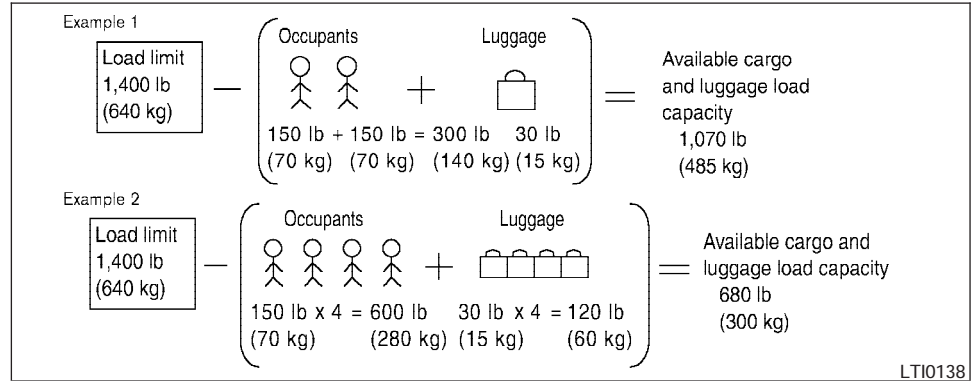 Example 1
Load limit
1,400 lb
(640 kg)
−
Occupants
+
Luggage
150 lb + 150 lb = 300 lb 30 lb
(70 kg) (70 kg) (140 kg) (15 kg)
=
Available cargo
and luggage load
capacity
1,070 lb
(485 kg)
Example 2
Load limit
1,400 lb
(640 kg)
−
Occupants
+
Luggage
150 lb x 4 = 600 lb 30 lb x 4 = 120 lb
(70 kg) (280 kg) (15 kg) (60 kg)
=
Available cargo and
luggage load capacity
680 lb
(300 kg)
LTI0138